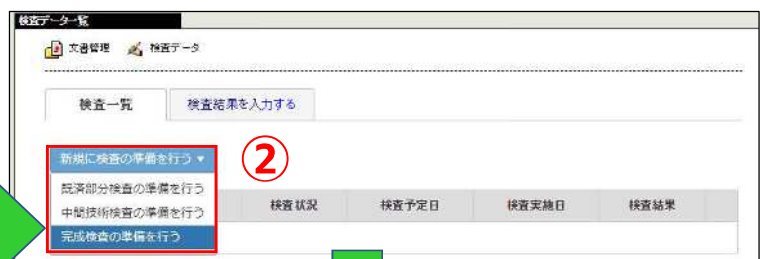 検査データ一覧
文書管理 検査データ
検査一覧 検査結果を入力する
新規に検査の準備を行う ▼ ②
既済部分検査の準備を行う
中間技術検査の準備を行う
検査状況 検査予定日 検査実施日 検査結果
完成検査の準備を行う